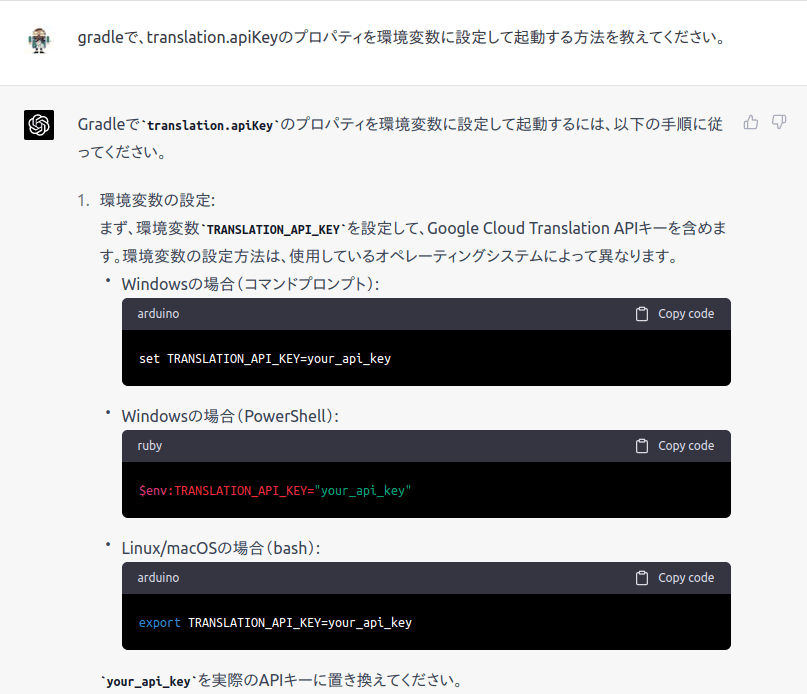 gradleで、translation.apiKeyのプロパティを環境変数に設定して起動する方法を教えてください。
Gradleで`translation.apiKey`のプロパティを環境変数に設定して起動するには、以下の手順に従
ってください。
1. 環境変数の設定:
まず、環境変数`TRANSLATION_API_KEY`を設定して、Google Cloud Translation APIキーを含めま
す。環境変数の設定方法は、使用しているオペレーティングシステムによって異なります。
• Windowsの場合（コマンドプロンプト）:
arduino Copy code
set TRANSLATION_API_KEY=your_api_key
• Windowsの場合（PowerShell）:
ruby Copy code
$env:TRANSLATION_API_KEY="your_api_key"
• Linux/macOSの場合（bash）:
arduino Copy code
export TRANSLATION_API_KEY=your_api_key
`your_api_key`を実際のAPIキーに置き換えてください。